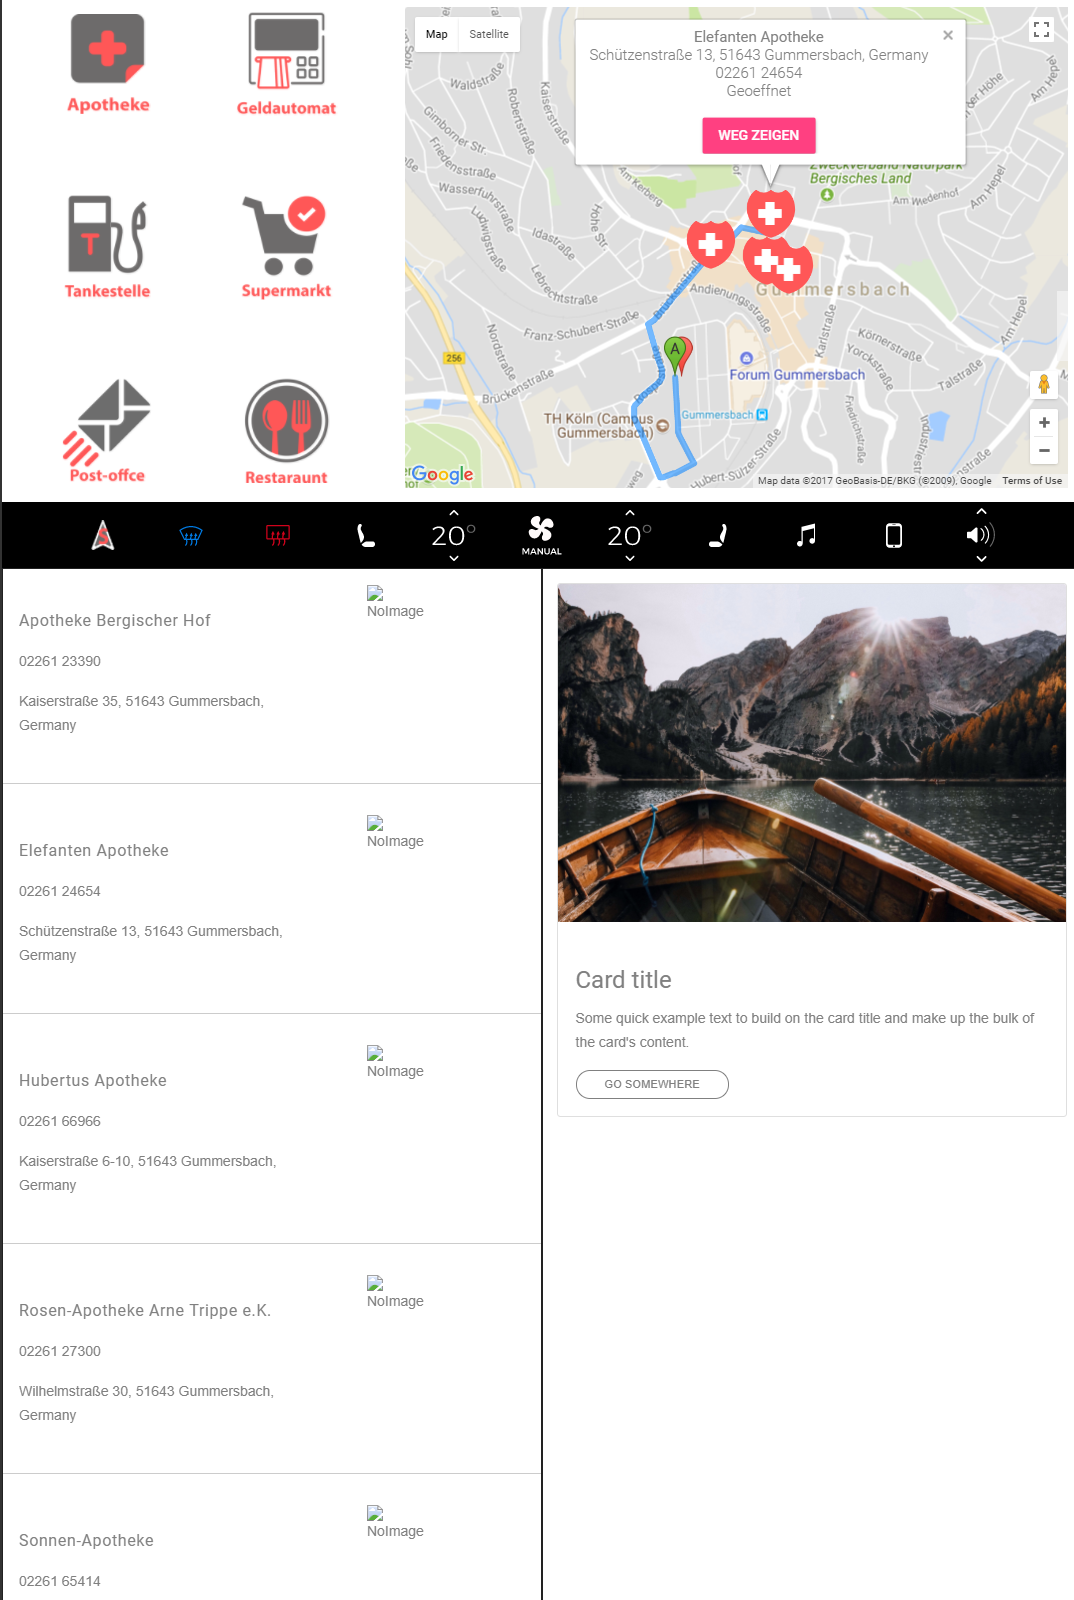 Apotheke
Geldautomat
Tankestelle
T
Supermarkt
Post-offce
Restaraunt
Map
Satellite
Elefanten Apotheke
Schützenstraße 13, 51643 Gummersbach, Germany
02261 24654
Geoeffnet
WEG ZEIGEN
Waldstraße
Robertstraße
Kaiserstraße
Gimborner Str.
Friedensstraße
Wasserfuhrstraße
Ludwigstraße
Idastraße
Hohe Str.
Lebrechtstraße
Franz-Schubert-Straße
Nordstraße
Brückenstraße
Am Kerberg
Zweckverband Naturpark
Bergisches Land
Am Wedenhof
Am Hepel
Am Hepel
Andienungsstraße
Gummersbach
Karlstraße
Körnerstraße
Yorckstraße
Talstraße
Friedrichstraße
Industriestr
256
A
Forum Gummersbach
TH Köln (Campus
Gummersbach)
Gummersbach
Hubert-Sülzer-Straße
Google
Map data ©2017 GeoBasis-DE/BKG (©2009), Google
Terms of Use
S
20°
MANUAL
20°
Apotheke Bergischer Hof
NoImage
02261 23390
Kaiserstraße 35, 51643 Gummersbach,
Germany
Elefanten Apotheke
NoImage
02261 24654
Schützenstraße 13, 51643 Gummersbach,
Germany
Hubertus Apotheke
NoImage
02261 66966
Kaiserstraße 6-10, 51643 Gummersbach,
Germany
Rosen-Apotheke Arne Trippe e.K.
NoImage
02261 27300
Wilhelmstraße 30, 51643 Gummersbach,
Germany
Sonnen-Apotheke
NoImage
02261 65414
Card title
Some quick example text to build on the card title and make up the bulk of
the card's content.
GO SOMEWHERE